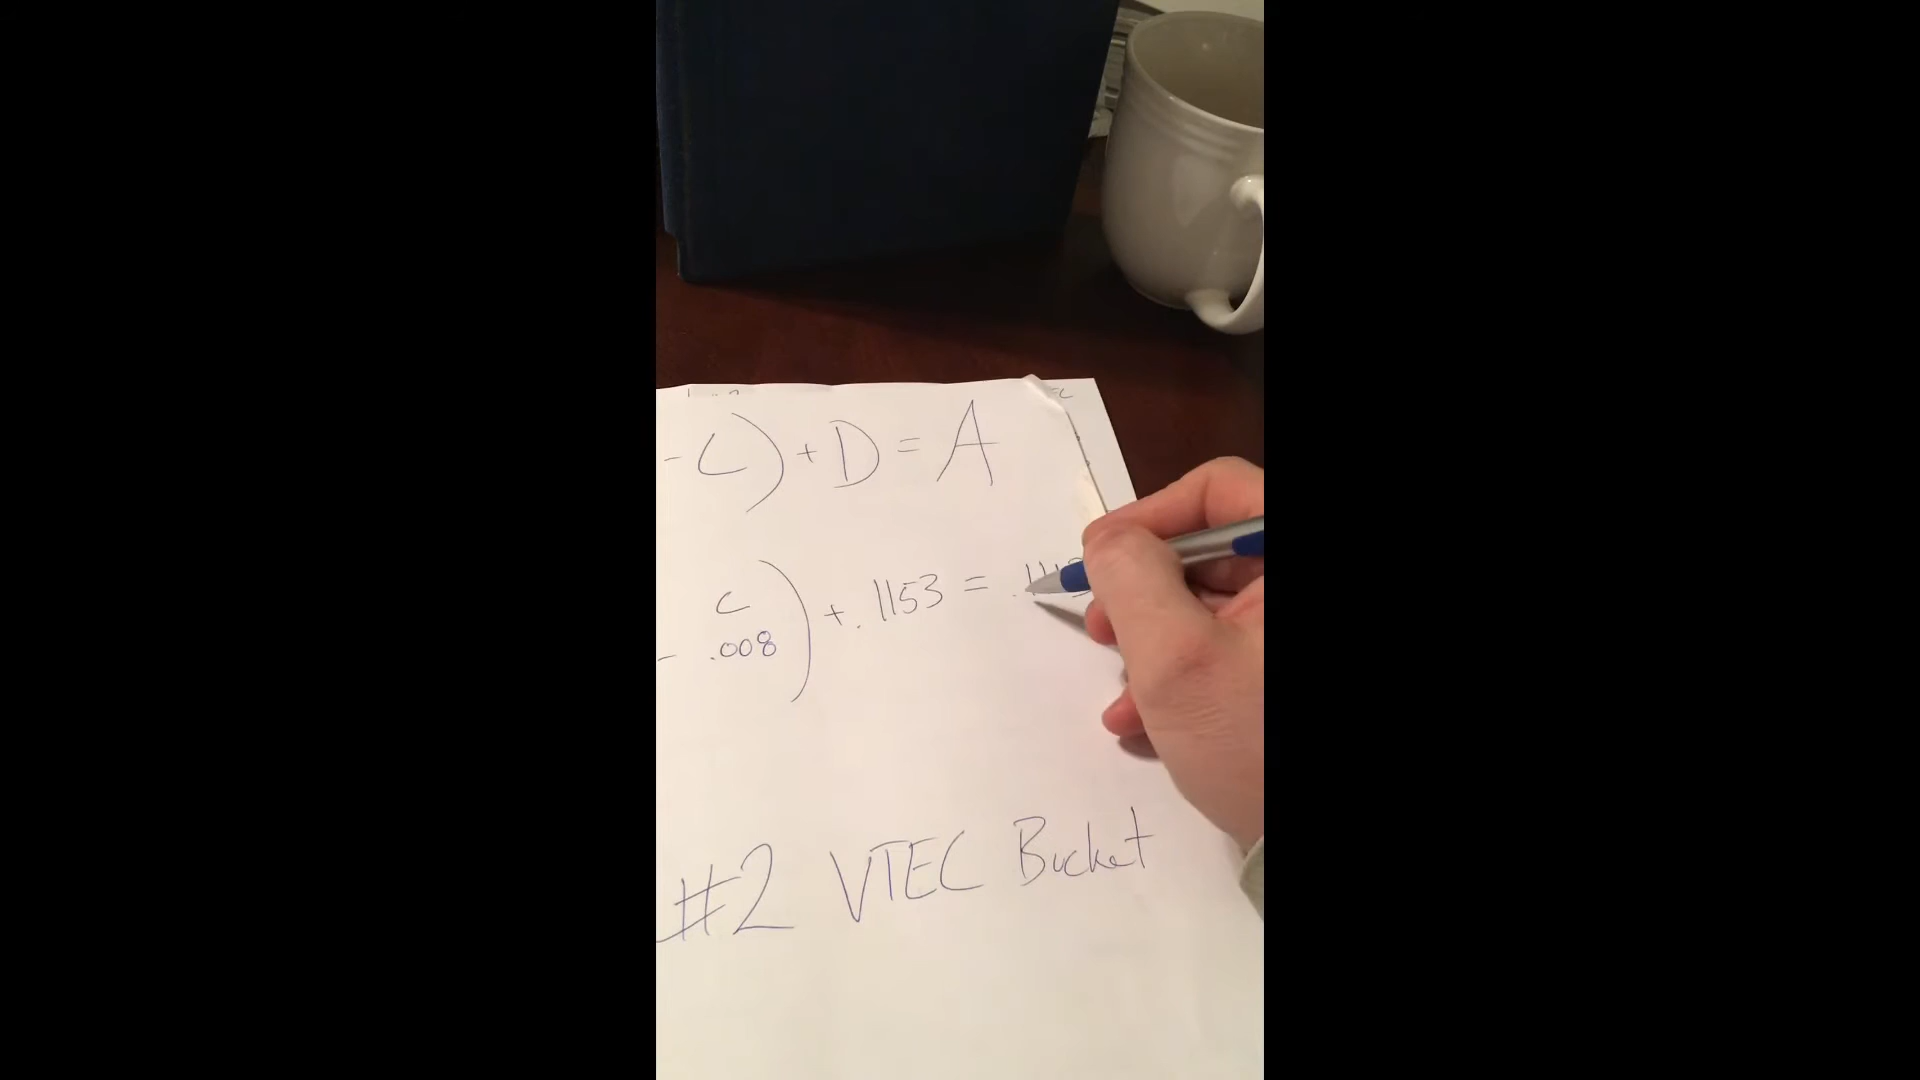 - C) + D = A
C
- .008) + .1153 =
#2 VTEC Bucket